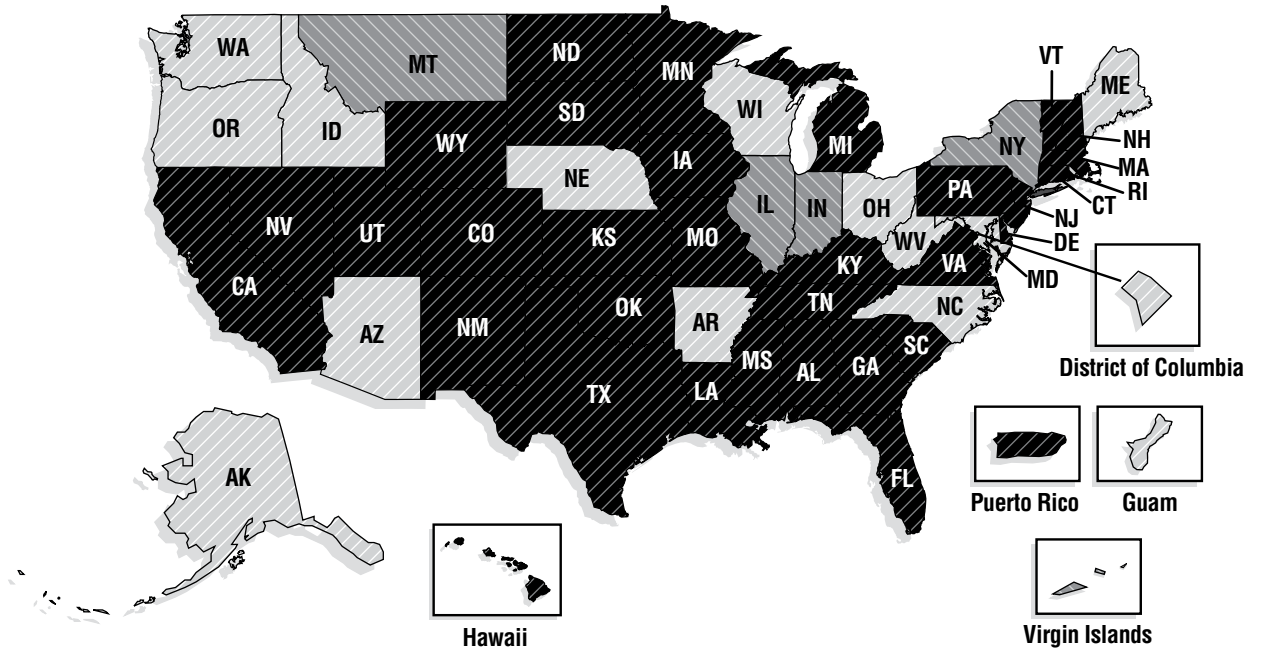 VT
WA
MT
ND
MN
ME
OR
ID
SD
WI
NY
NH
WY
MI
MA
IA
NE
PA
RI
CT
NV
UT
CO
KS
MO
IL
IN
OH
NJ
WV
DE
CA
KY
VA
MD
OK
TN
NC
AZ
NM
AR
MS
AL
GA
SC
District of Columbia
TX
LA
AK
FL
Puerto Rico
Guam
Hawaii
Virgin Islands